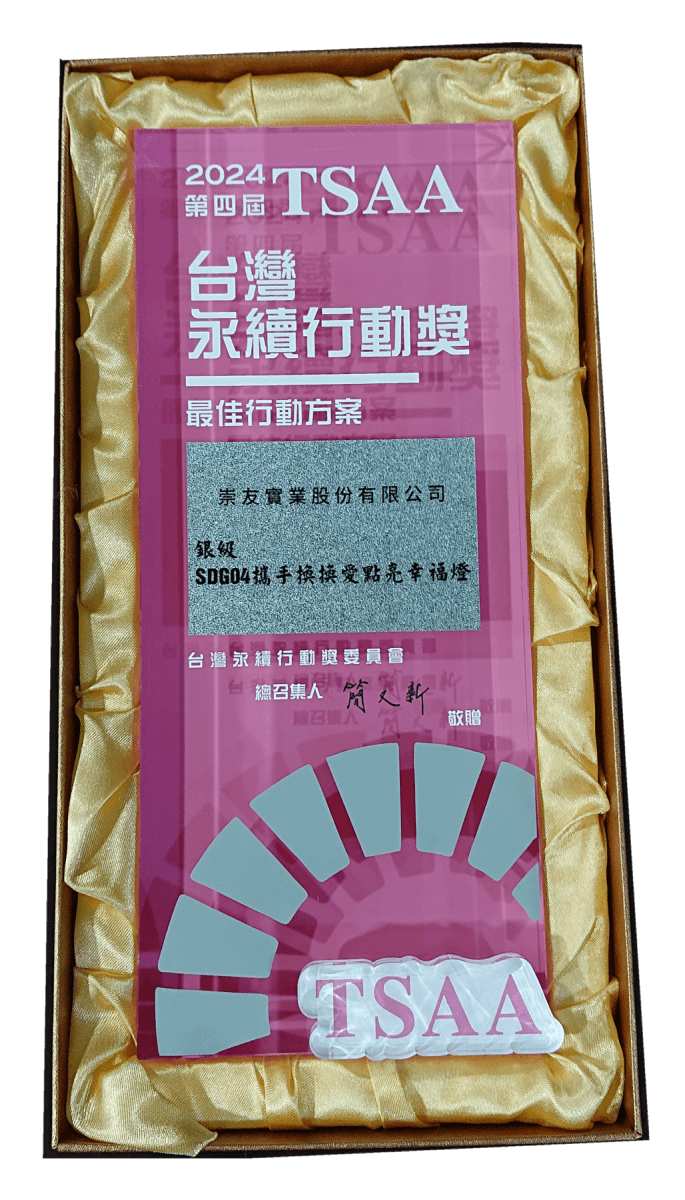 2024 TSAA
第四屆
台灣
永續行動獎
最佳行動方案
崇友實業股份有限公司
銀級
SDG04攜手換換愛點亮幸福燈
台灣永續行動獎委員會
總召集人 簡又新
敬贈
TSAA